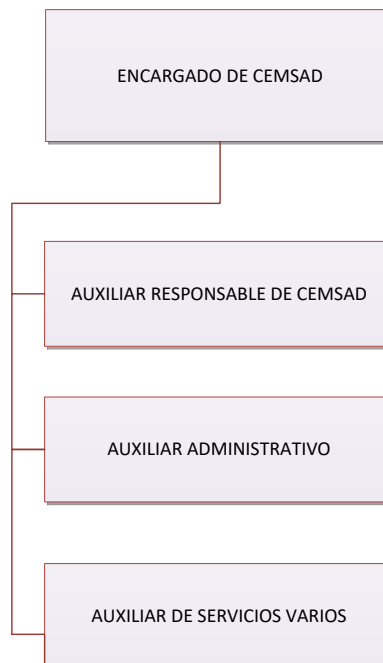 ENCARGADO DE CEMSAD
AUXILIAR RESPONSABLE DE CEMSAD
AUXILIAR ADMINISTRATIVO
AUXILIAR DE SERVICIOS VARIOS